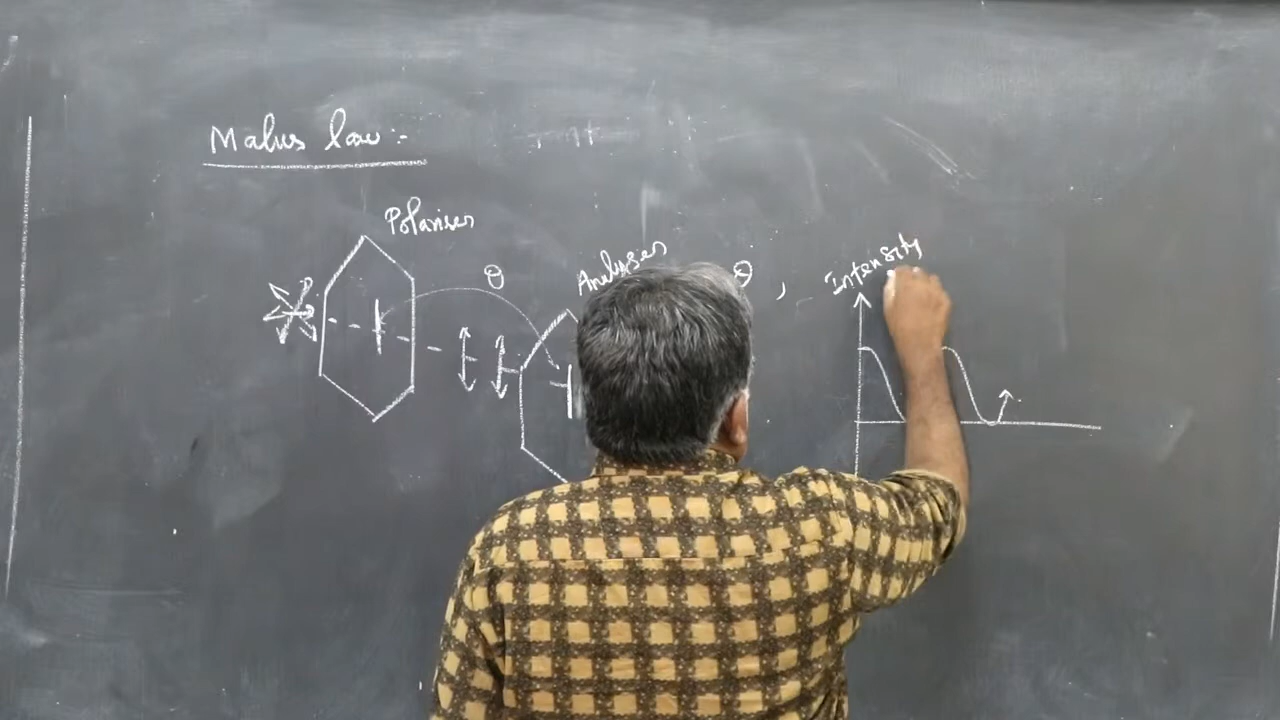 Malus law :-
Polariser
θ
Analyser
θ ,
Intensity